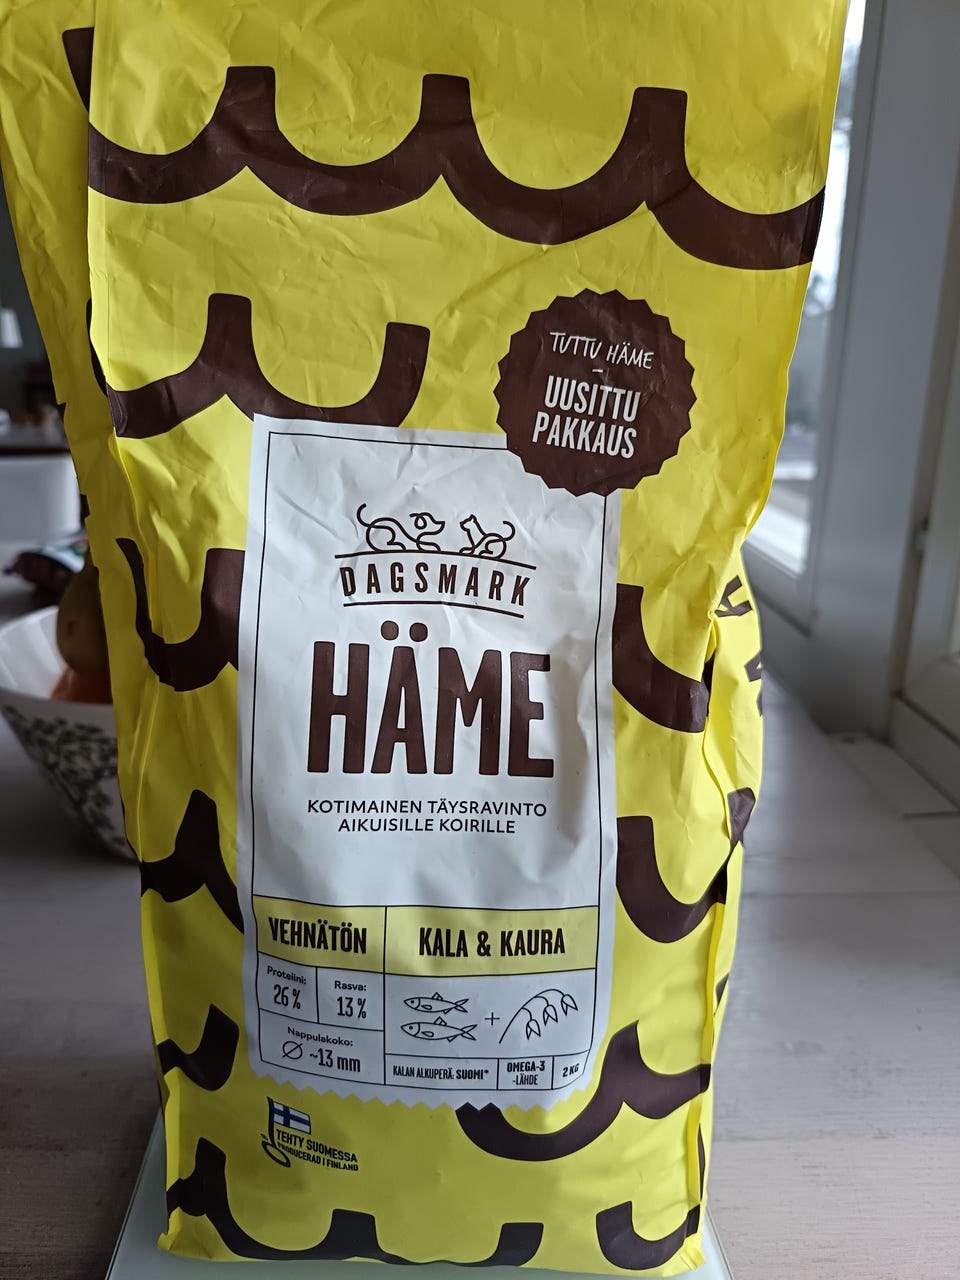 TUTTU HÄME
–
UUSITTU
PAKKAUS
DAGSMARK
HÄME
KOTIMAINEN TÄYSRAVINTO
AIKUISILLE KOIRILLE
VEHNÄTÖN
KALA & KAURA
Proteiini:
26 %
Rasva:
13 %
Nappulakoko:
Ø ~13 mm
+
KALAN ALKUPERÄ: SUOMI*
OMEGA-3
-LÄHDE
2 KG
TEHTY SUOMESSA
PRODUCERAD I FINLAND